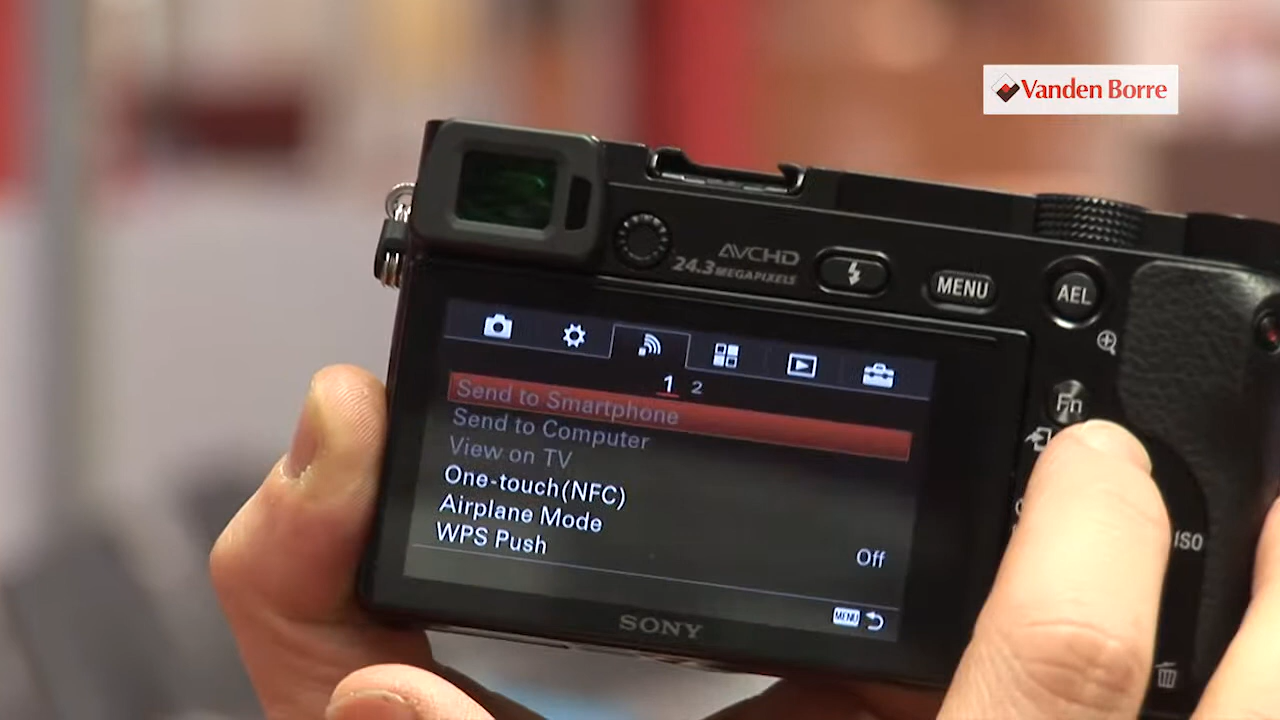 Vanden Borre
AVCHD
24.3 MEGAPIXELS
MENU
AEL
1 2
Send to Smartphone
Send to Computer
View on TV
One-touch(NFC)
Airplane Mode
WPS Push
Off
MENU
SONY
Fn
ISO